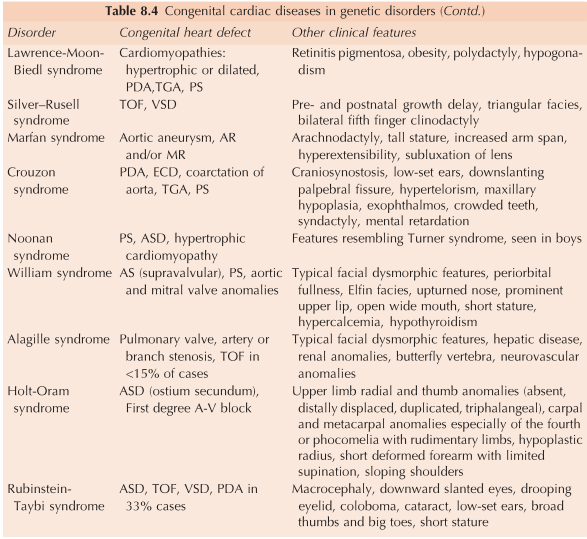 Table 8.4 Congenital cardiac diseases in genetic disorders (Contd.)
Disorder Congenital heart defect Other clinical features
Lawrence-Moon- Cardiomyopathies: Retinitis pigmentosa, obesity, polydactyly, hypogona-
Biedl syndrome hypertrophic or dilated, dism
PDA,TGA, PS
Silver–Rusell TOF, VSD Pre- and postnatal growth delay, triangular facies,
syndrome bilateral fifth finger clinodactyly
Marfan syndrome Aortic aneurysm, AR Arachnodactyly, tall stature, increased arm span,
and/or MR hyperextensibility, subluxation of lens
Crouzon PDA, ECD, coarctation of Craniosynostosis, low-set ears, downslanting
syndrome aorta, TGA, PS palpebral fissure, hypertelorism, maxillary
hypoplasia, exophthalmos, crowded teeth,
syndactyly, mental retardation
Noonan PS, ASD, hypertrophic Features resembling Turner syndrome, seen in boys
syndrome cardiomyopathy
William syndrome AS (supravalvular), PS, aortic Typical facial dysmorphic features, periorbital
and mitral valve anomalies fullness, Elfin facies, upturned nose, prominent
upper lip, open wide mouth, short stature,
hypercalcemia, hypothyroidism
Alagille syndrome Pulmonary valve, artery or Typical facial dysmorphic features, hepatic disease,
branch stenosis, TOF in renal anomalies, butterfly vertebra, neurovascular
<15% of cases anomalies
Holt-Oram ASD (ostium secundum), Upper limb radial and thumb anomalies (absent,
syndrome First degree A-V block distally displaced, duplicated, triphalangeal), carpal
and metacarpal anomalies especially of the fourth
or phocomelia with rudimentary limbs, hypoplastic
radius, short deformed forearm with limited
supination, sloping shoulders
Rubinstein- ASD, TOF, VSD, PDA in Macrocephaly, downward slanted eyes, drooping
Taybi syndrome 33% cases eyelid, coloboma, cataract, low-set ears, broad
thumbs and big toes, short stature